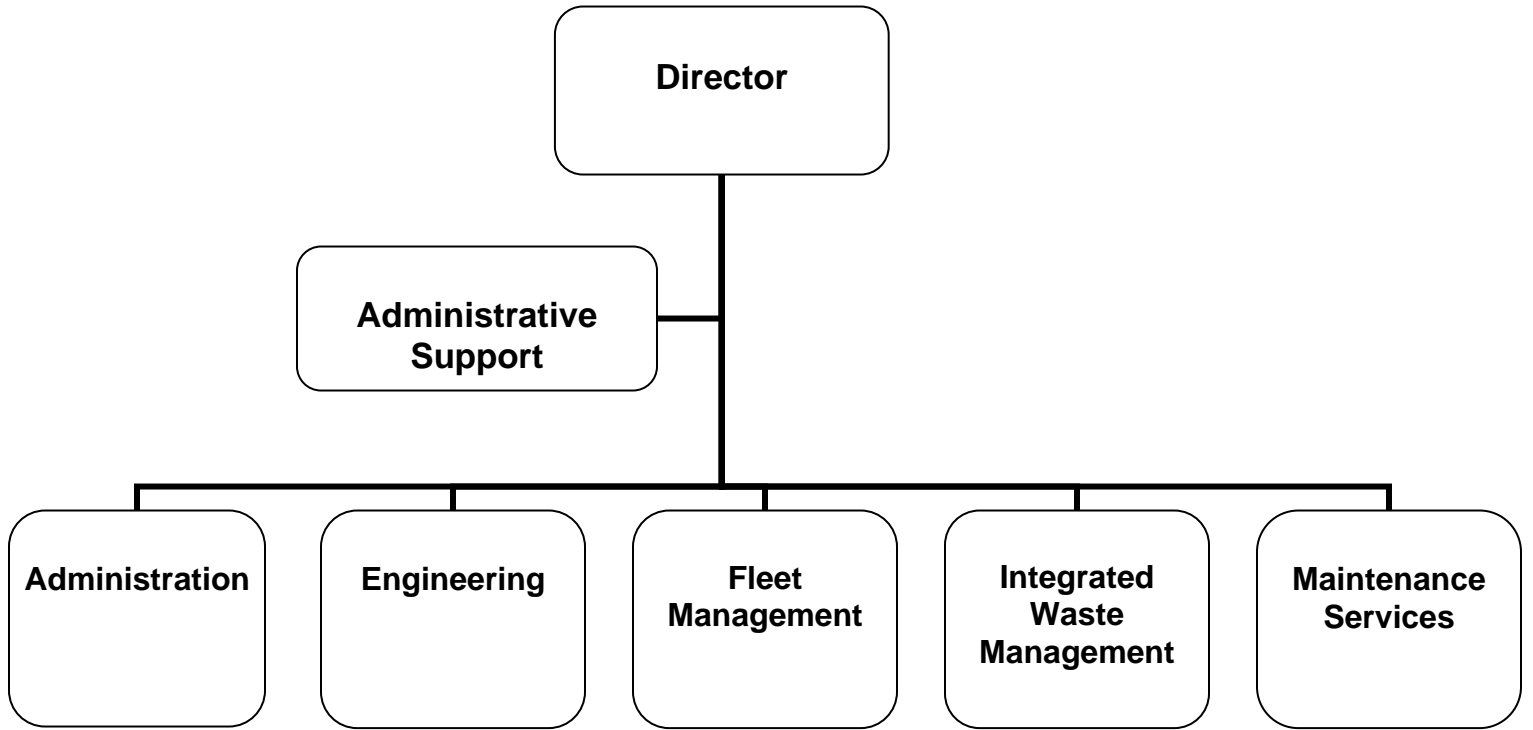 Director
Administrative
Support
Administration
Engineering
Fleet
Management
Integrated
Waste
Management
Maintenance
Services